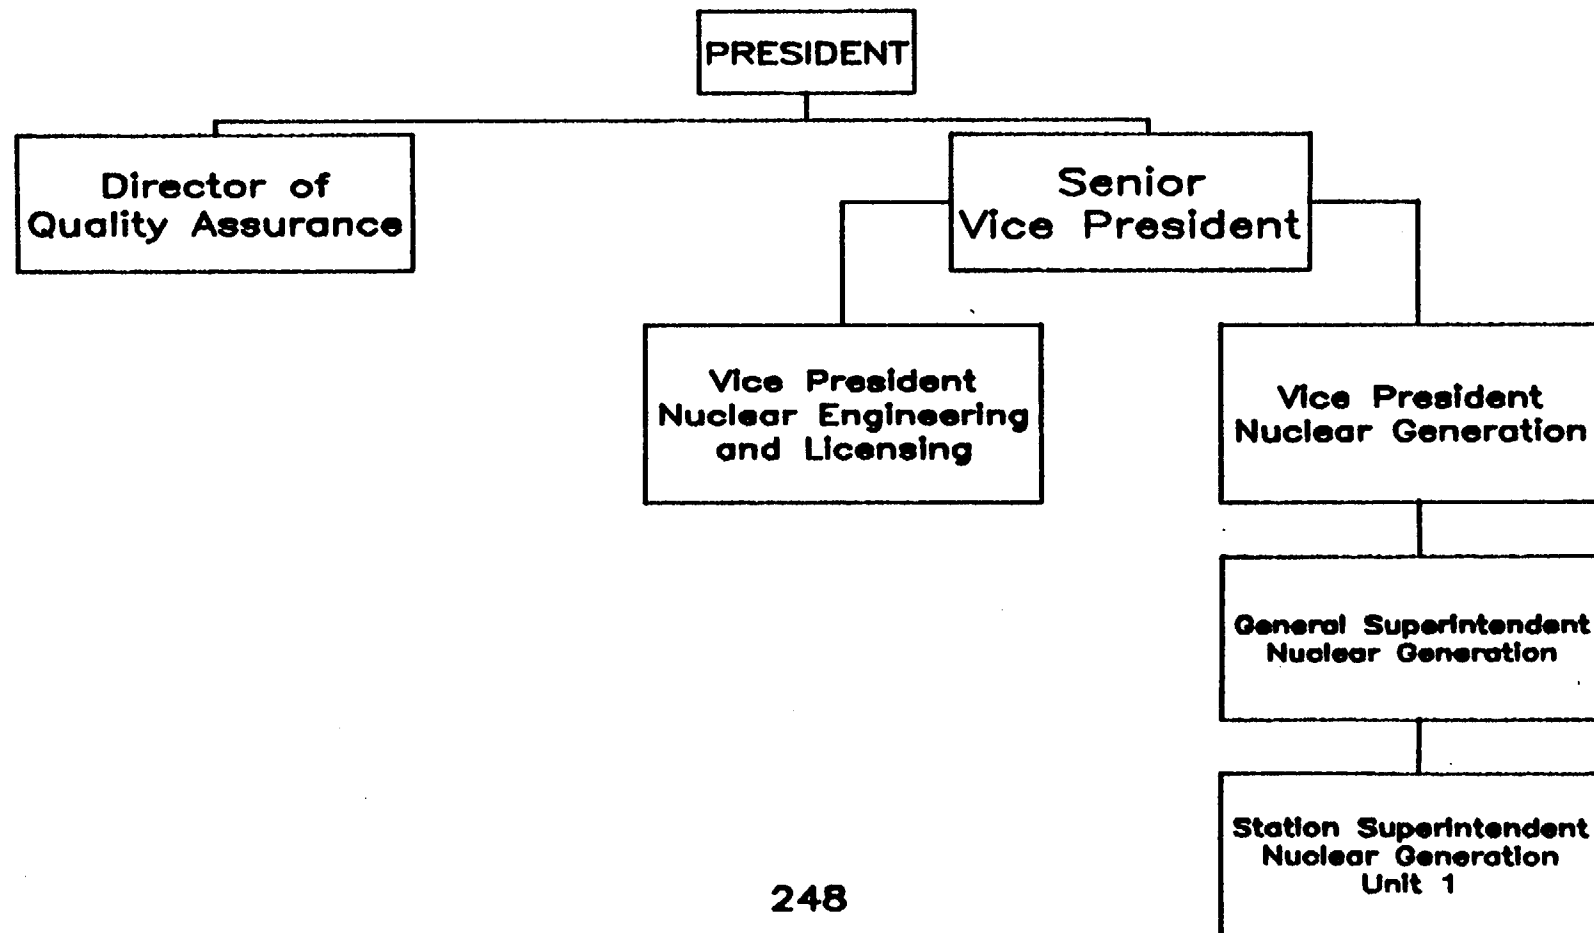 PRESIDENT
Director of
Quality Assurance
Senior
Vice President
Vice President
Nuclear Engineering
and Licensing
Vice President
Nuclear Generation
General Superintendent
Nuclear Generation
Station Superintendent
Nuclear Generation
Unit 1
248